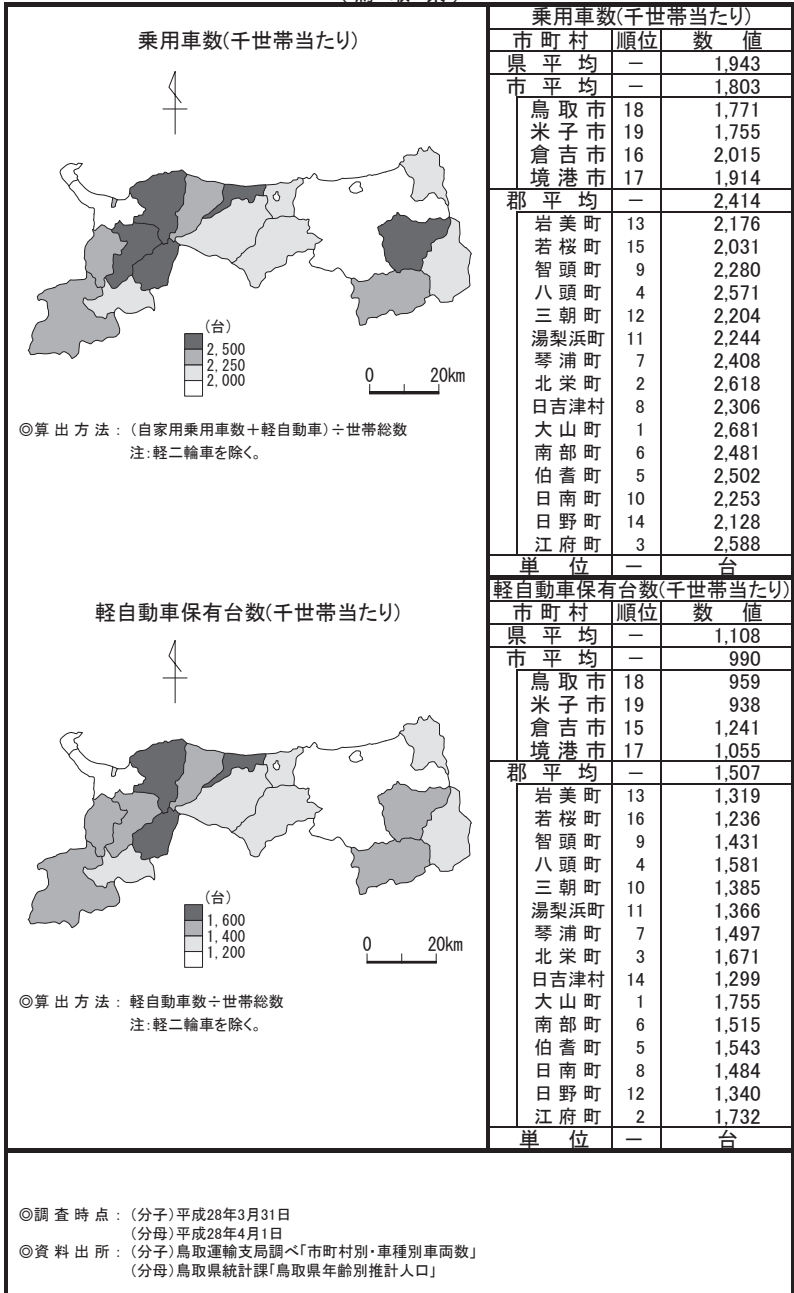 乗用車数(千世帯当たり)
(台)
2,500
2,250
2,000
0 20km
◎算出方法：(自家用乗用車数＋軽自動車)÷世帯総数
注:軽二輪車を除く。
乗用車数(千世帯当たり)
市町村 順位 数値
県平均 － 1,943
市平均 － 1,803
鳥取市 18 1,771
米子市 19 1,755
倉吉市 16 2,015
境港市 17 1,914
郡平均 － 2,414
岩美町 13 2,176
若桜町 15 2,031
智頭町 9 2,280
八頭町 4 2,571
三朝町 12 2,204
湯梨浜町 11 2,244
琴浦町 7 2,408
北栄町 2 2,618
日吉津村 8 2,306
大山町 1 2,681
南部町 6 2,481
伯耆町 5 2,502
日南町 10 2,253
日野町 14 2,128
江府町 3 2,588
単位 － 台
軽自動車保有台数(千世帯当たり)
(台)
1,600
1,400
1,200
0 20km
◎算出方法：軽自動車数÷世帯総数
注:軽二輪車を除く。
軽自動車保有台数(千世帯当たり)
市町村 順位 数値
県平均 － 1,108
市平均 － 990
鳥取市 18 959
米子市 19 938
倉吉市 15 1,241
境港市 17 1,055
郡平均 － 1,507
岩美町 13 1,319
若桜町 16 1,236
智頭町 9 1,431
八頭町 4 1,581
三朝町 10 1,385
湯梨浜町 11 1,366
琴浦町 7 1,497
北栄町 3 1,671
日吉津村 14 1,299
大山町 1 1,755
南部町 6 1,515
伯耆町 5 1,543
日南町 8 1,484
日野町 12 1,340
江府町 2 1,732
単位 － 台
◎調査時点：(分子)平成28年3月31日
(分母)平成28年4月1日
◎資料出所：(分子)鳥取運輸支局調べ「市町村別・車種別車両数」
(分母)鳥取県統計課「鳥取県年齢別推計人口」